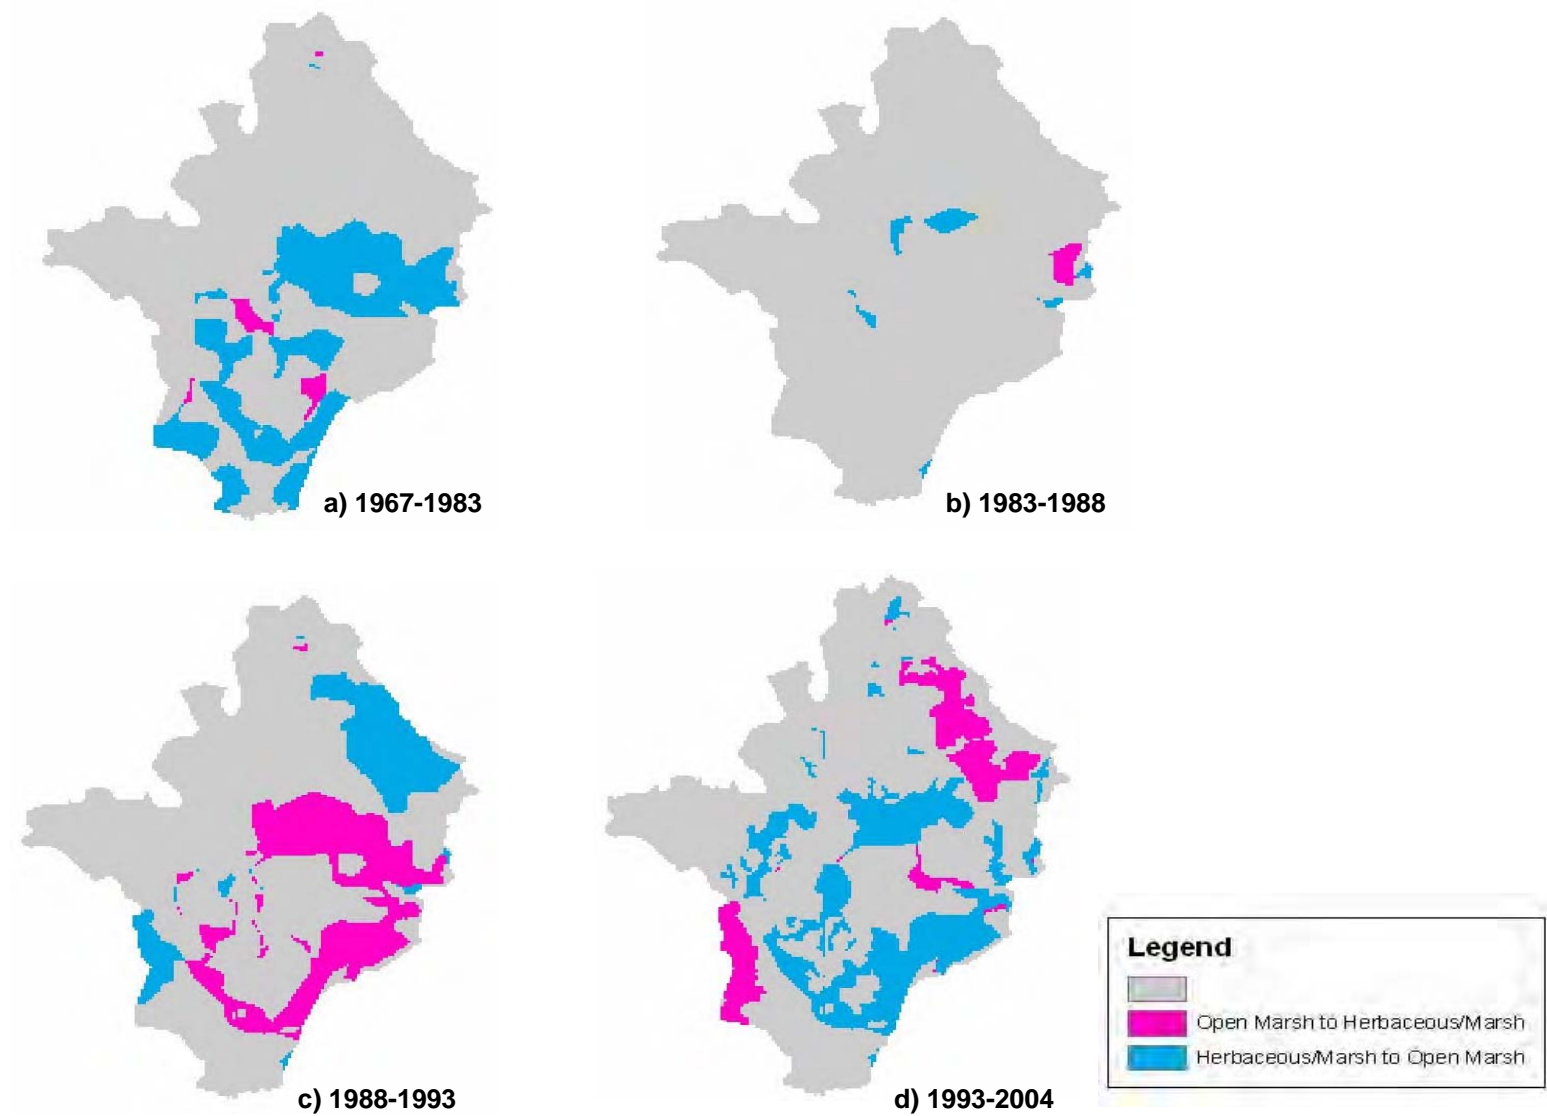 a) 1967-1983
b) 1983-1988
c) 1988-1993
d) 1993-2004
Legend
Open Marsh to Herbaceous/Marsh
Herbaceous/Marsh to Open Marsh